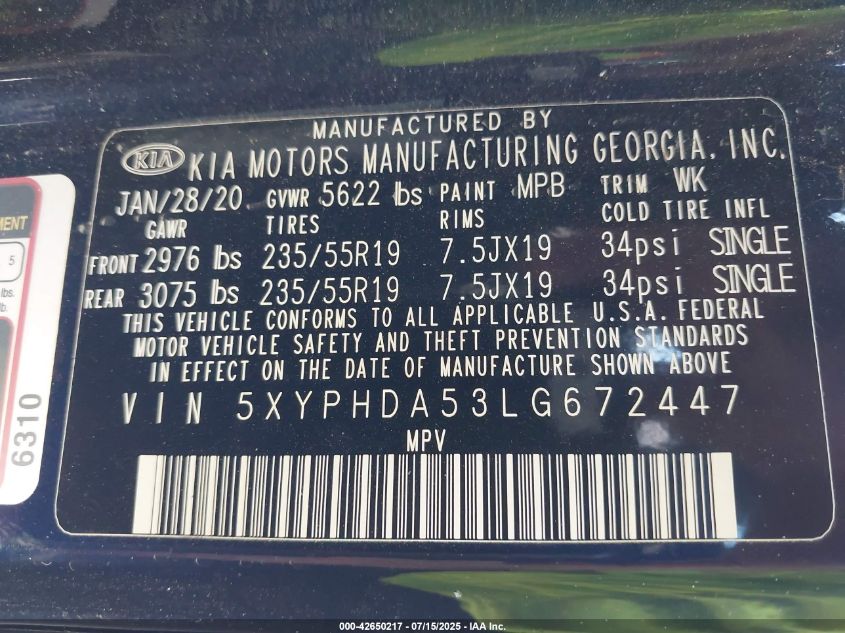 MANUFACTURED BY
KIA KIA MOTORS MANUFACTURING GEORGIA, INC.
JAN/28/20 GVWR 5622 lbs PAINT MPB TRIM WK
GAWR TIRES RIMS COLD TIRE INFL
FRONT 2976 lbs 235/55R19 7.5JX19 34psi SINGLE
REAR 3075 lbs 235/55R19 7.5JX19 34psi SINGLE
THIS VEHICLE CONFORMS TO ALL APPLICABLE U.S.A. FEDERAL
MOTOR VEHICLE SAFETY AND THEFT PREVENTION STANDARDS
IN EFFECT ON THE DATE OF MANUFACTURE SHOWN ABOVE
VIN 5XYPHDA53LG672447
MPV
5
lbs.
lb.
6310
000-42650217 - 07/15/2025 - IAA Inc.